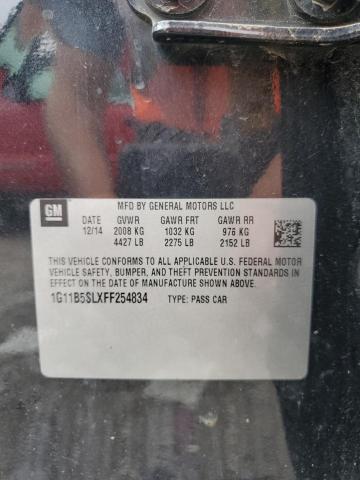 GM
MFD BY GENERAL MOTORS LLC
DATE GVWR GAWR FRT GAWR RR
12/14 2008 KG 1032 KG 976 KG
4427 LB 2275 LB 2152 LB
THIS VEHICLE CONFORMS TO ALL APPLICABLE U.S. FEDERAL MOTOR
VEHICLE SAFETY, BUMPER, AND THEFT PREVENTION STANDARDS IN
EFFECT ON THE DATE OF MANUFACTURE SHOWN ABOVE.
1G11B5SLXFF254834 TYPE: PASS CAR